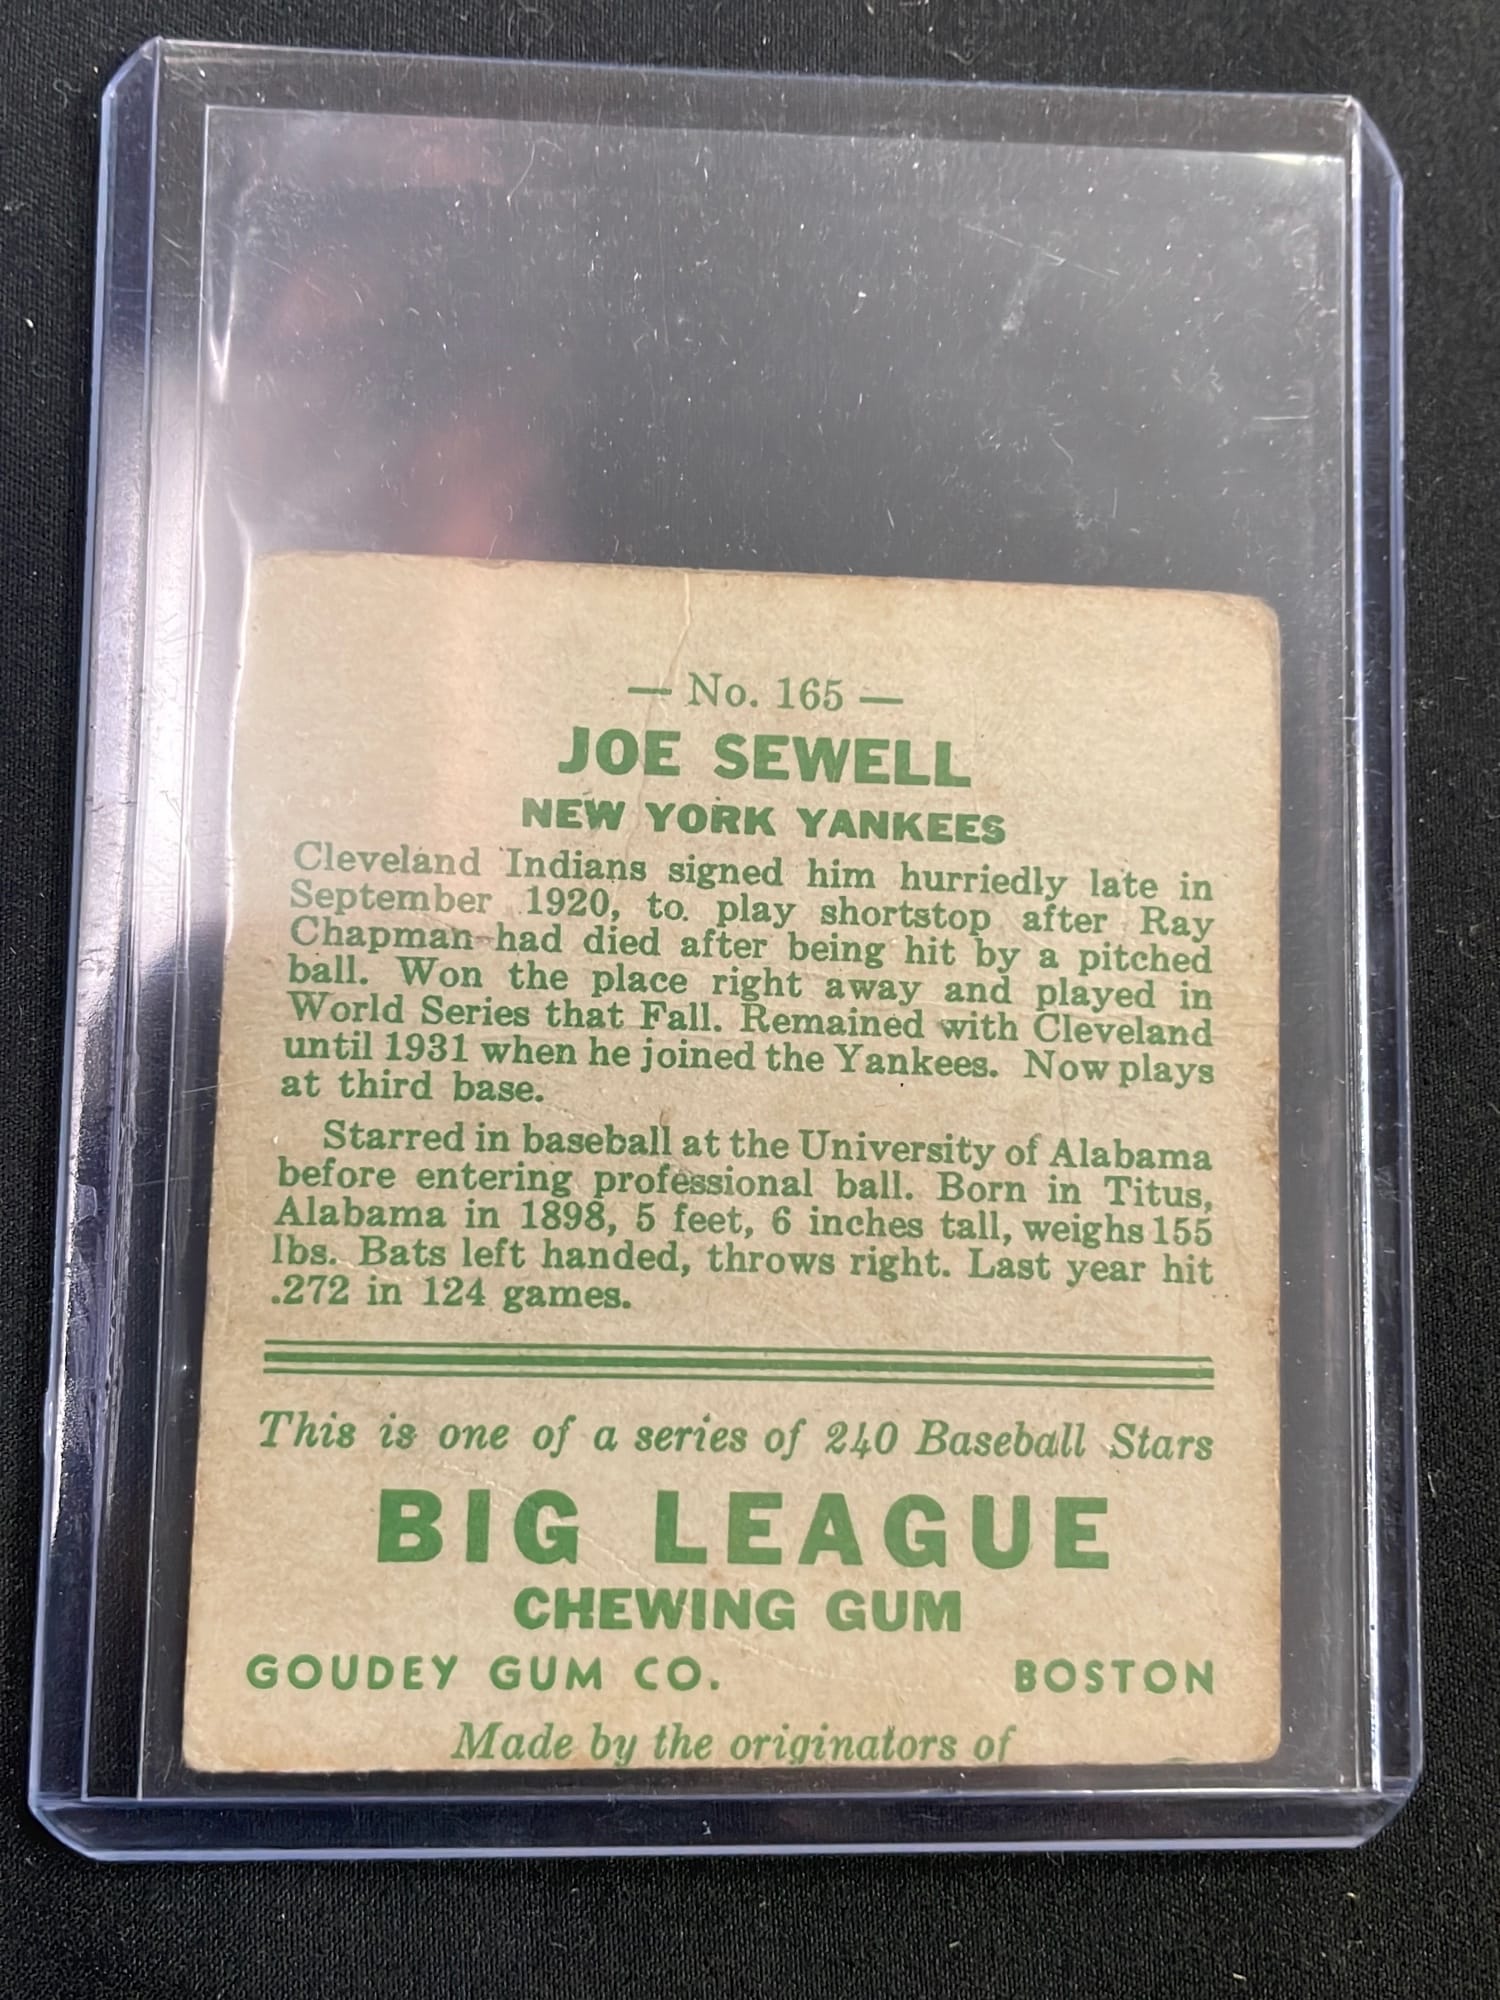 — No. 165 —
JOE SEWELL
NEW YORK YANKEES
Cleveland Indians signed him hurriedly late in
September 1920, to play shortstop after Ray
Chapman had died after being hit by a pitched
ball. Won the place right away and played in
World Series that Fall. Remained with Cleveland
until 1931 when he joined the Yankees. Now plays
at third base.
Starred in baseball at the University of Alabama
before entering professional ball. Born in Titus,
Alabama in 1898, 5 feet, 6 inches tall, weighs 155
lbs. Bats left handed, throws right. Last year hit
.272 in 124 games.
This is one of a series of 240 Baseball Stars
BIG LEAGUE
CHEWING GUM
GOUDEY GUM CO. BOSTON
Made by the originators of